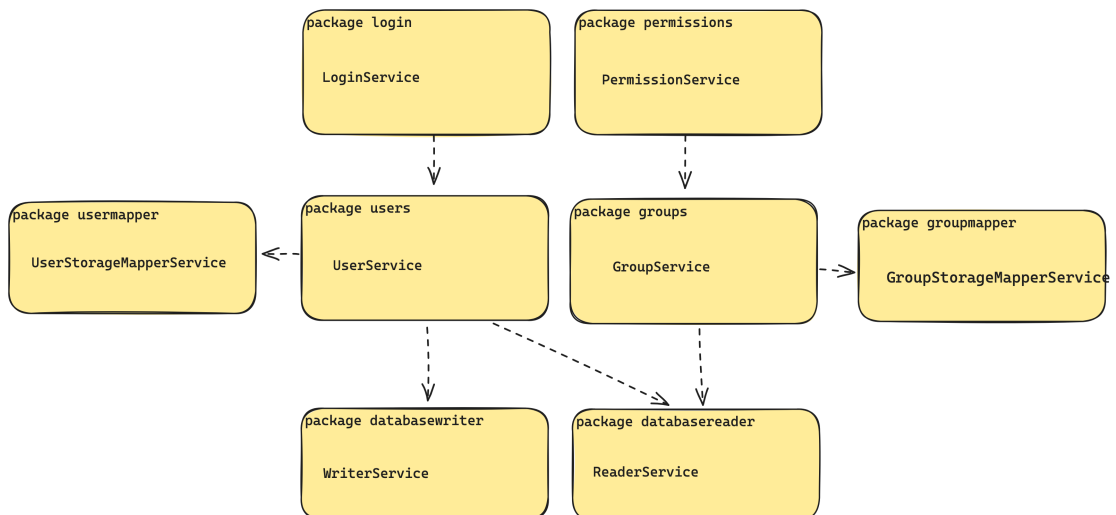 package login
LoginService
package permissions
PermissionService
package usermapper
UserStorageMapperService
package users
UserService
package groups
GroupService
package groupmapper
GroupStorageMapperService
package databasewriter
WriterService
package databasereader
ReaderService